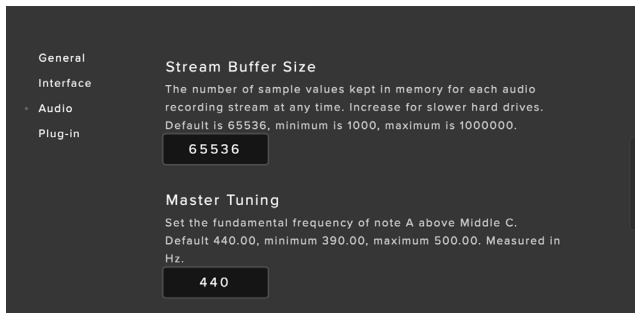 General
Interface
Audio
Plug-in
Stream Buffer Size
The number of sample values kept in memory for each audio
recording stream at any time. Increase for slower hard drives.
Default is 65536, minimum is 1000, maximum is 1000000.
65536
Master Tuning
Set the fundamental frequency of note A above Middle C.
Default 440.00, minimum 390.00, maximum 500.00. Measured in
Hz.
440